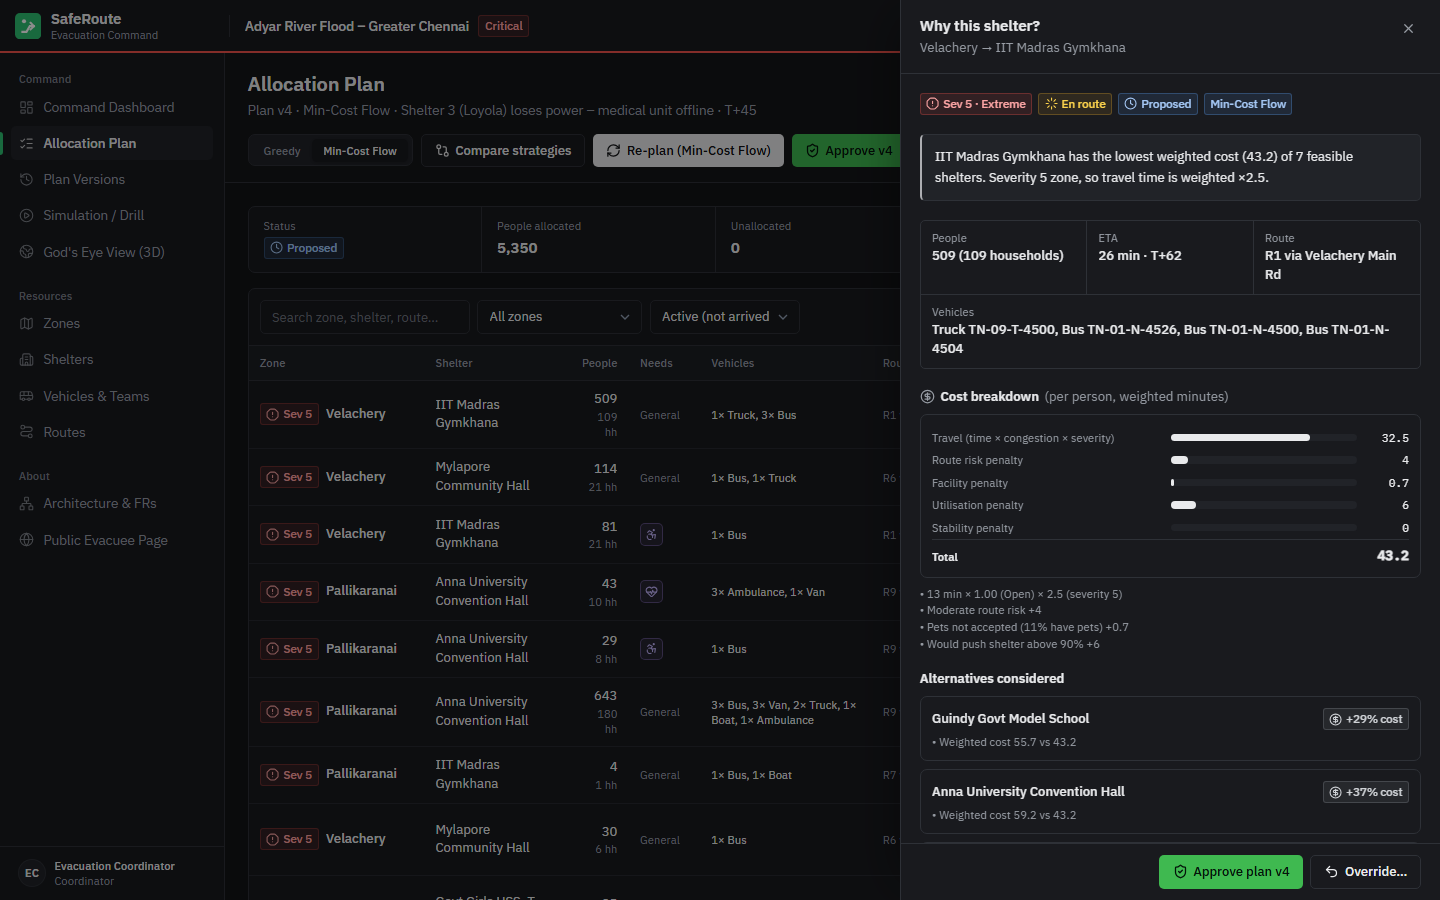 SafeRoute
Evacuation Command
Adyar River Flood – Greater Chennai
Critical
Command
Command Dashboard
Allocation Plan
Plan Versions
Simulation / Drill
God's Eye View (3D)
Resources
Zones
Shelters
Vehicles & Teams
Routes
About
Architecture & FRs
Public Evacuee Page
EC
Evacuation Coordinator
Coordinator
Allocation Plan
Plan v4 · Min-Cost Flow · Shelter 3 (Loyola) loses power – medical unit offline · T+45
Greedy
Min-Cost Flow
Compare strategies
Re-plan (Min-Cost Flow)
Approve v4
Status
Proposed
People allocated
5,350
Unallocated
0
Search zone, shelter, route...
All zones
Active (not arrived
Zone Shelter People Needs Vehicles Rou
Sev 5 Velachery IIT Madras Gymkhana 509 109 hh General 1× Truck, 3× Bus R1
Sev 5 Velachery Mylapore Community Hall 114 21 hh General 1× Bus, 1× Truck R6
Sev 5 Velachery IIT Madras Gymkhana 81 21 hh 1× Bus R1
Sev 5 Pallikaranai Anna University Convention Hall 43 10 hh 3× Ambulance, 1× Van R9
Sev 5 Pallikaranai Anna University Convention Hall 29 8 hh 1× Bus R9
Sev 5 Pallikaranai Anna University Convention Hall 643 180 hh General 3× Bus, 3× Van, 2× Truck, 1× Boat, 1× Ambulance R9
Sev 5 Pallikaranai IIT Madras Gymkhana 4 1 hh General 1× Bus, 1× Boat R7
Sev 5 Velachery Mylapore Community Hall 30 6 hh General 1× Bus R6
Why this shelter?
Velachery → IIT Madras Gymkhana
Sev 5 · Extreme
En route
Proposed
Min-Cost Flow
IIT Madras Gymkhana has the lowest weighted cost (43.2) of 7 feasible
shelters. Severity 5 zone, so travel time is weighted ×2.5.
People
509 (109 households)
ETA
26 min · T+62
Route
R1 via Velachery Main
Rd
Vehicles
Truck TN-09-T-4500, Bus TN-01-N-4526, Bus TN-01-N-4500, Bus TN-01-N-
4504
Cost breakdown (per person, weighted minutes)
Travel (time × congestion × severity) 32.5
Route risk penalty 4
Facility penalty 0.7
Utilisation penalty 6
Stability penalty 0
Total 43.2
• 13 min × 1.00 (Open) × 2.5 (severity 5)
• Moderate route risk +4
• Pets not accepted (11% have pets) +0.7
• Would push shelter above 90% +6
Alternatives considered
Guindy Govt Model School
+29% cost
• Weighted cost 55.7 vs 43.2
Anna University Convention Hall
+37% cost
• Weighted cost 59.2 vs 43.2
Approve plan v4
Override...